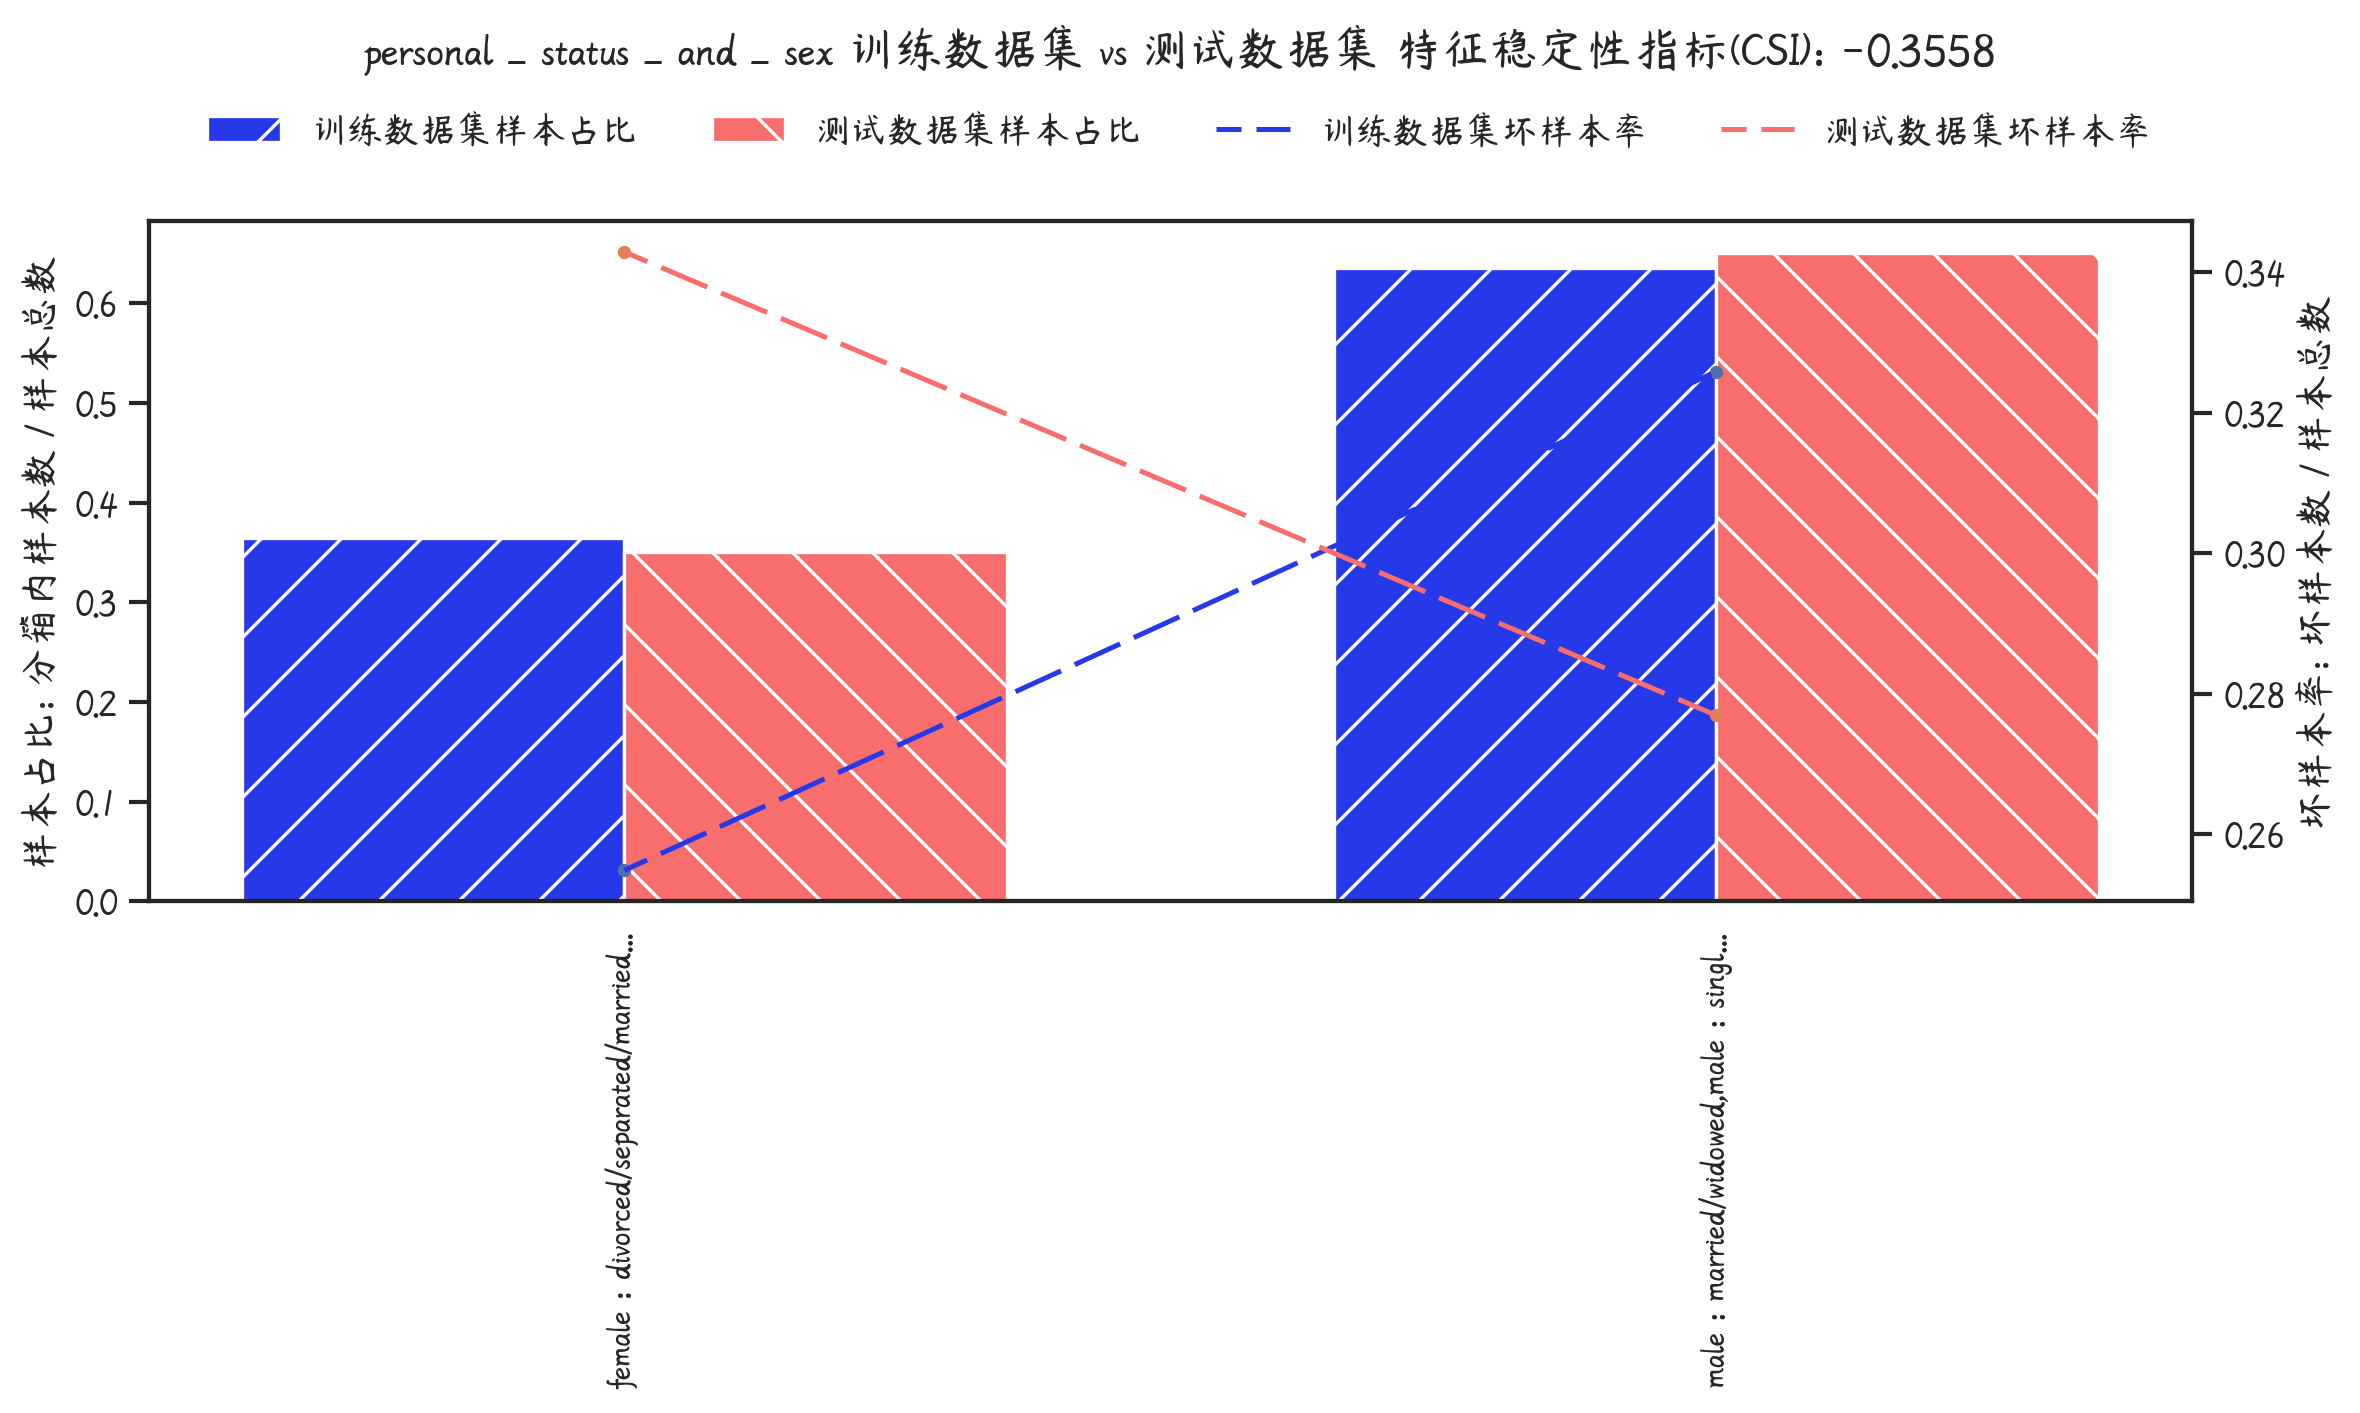 personal _ status _ and _ sex 训练数据集 vs 测试数据集 特征稳定性指标(CSI): -0.3558
训练数据集样本占比 测试数据集样本占比 训练数据集坏样本率 测试数据集坏样本率
样本占比: 分箱内样本数 / 样本总数
0.6
0.5
0.4
0.3
0.2
0.1
0.0
0.34
0.32
0.30
0.28
0.26
坏样本率: 坏样本数 / 样本总数
female : divorced/separated/married...
male : married/widowed,male : singl...